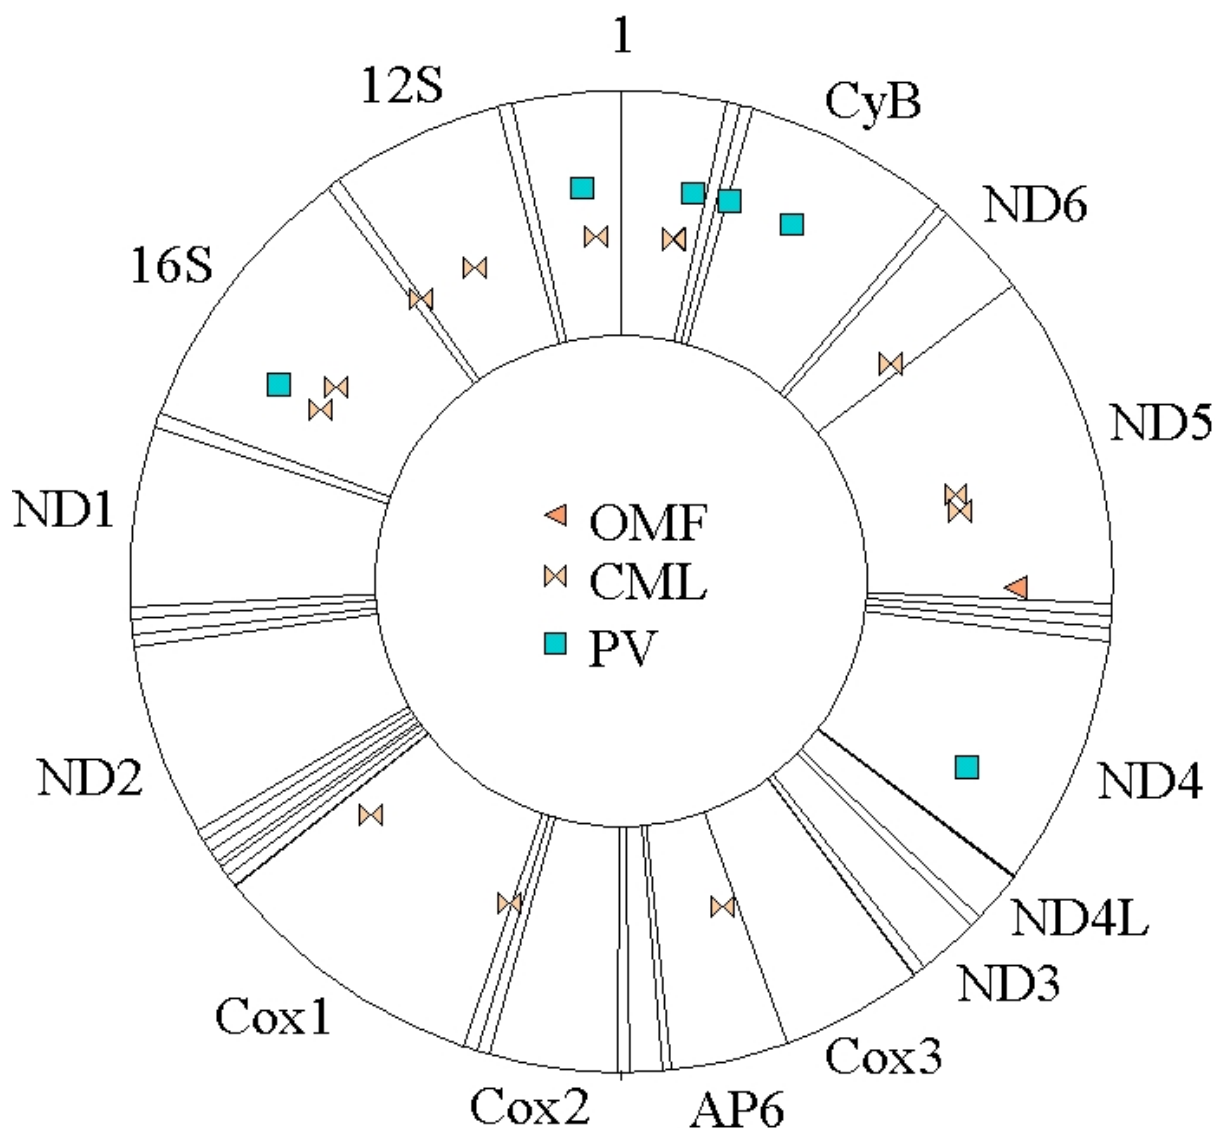 1
12S
CyB
ND6
16S
ND5
ND1
OMF
CML
PV
ND2
ND4
ND4L
ND3
Cox1
Cox3
Cox2
AP6